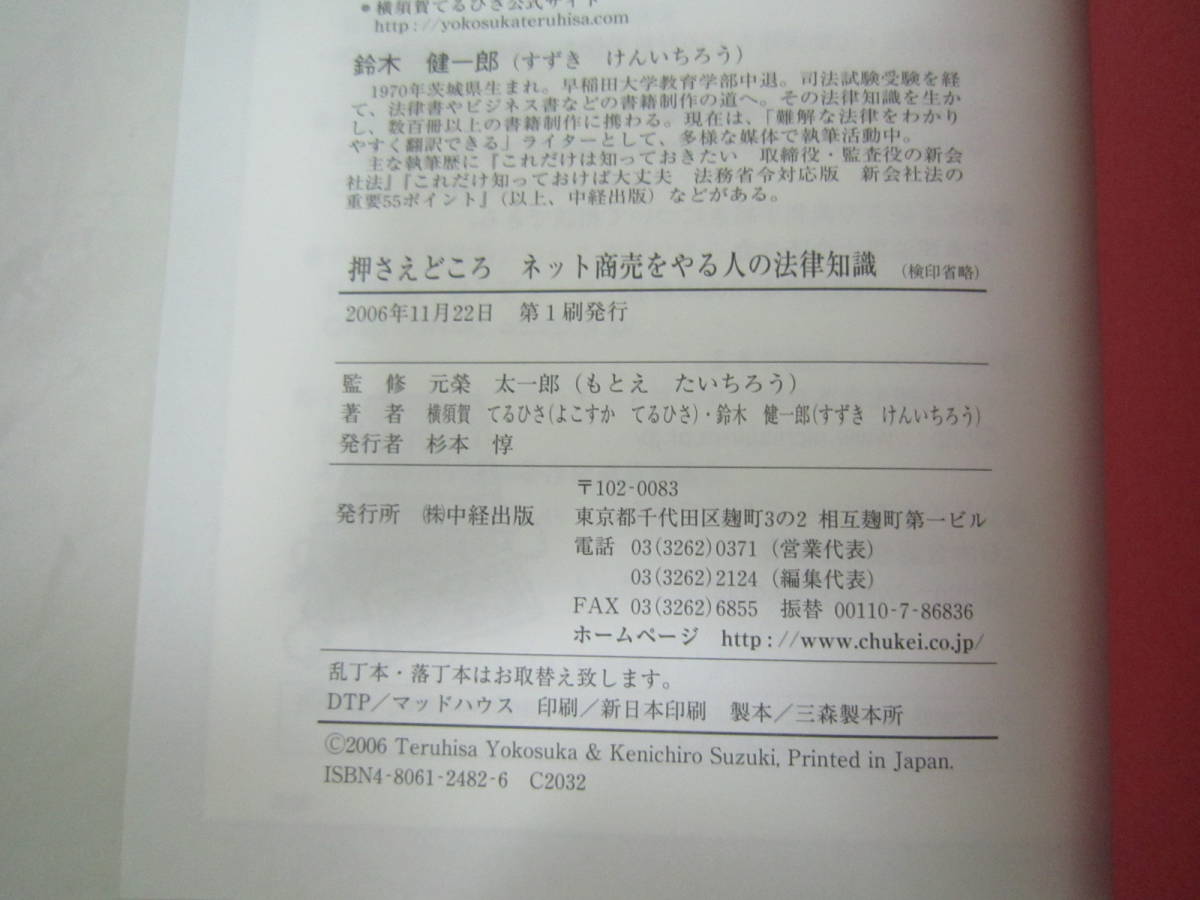 ●横須賀てるひさ公式サイト
http://yokosukateruhisa.com
鈴木　健一郎（すずき　けんいちろう）
1970年茨城県生まれ。早稲田大学教育学部中退。司法試験受験を経
て、法律書やビジネス書などの書籍制作の道へ。その法律知識を生か
し、数百冊以上の書籍制作に携わる。現在は、「難解な法律をわかり
やすく翻訳できる」ライターとして、多様な媒体で執筆活動中。
主な執筆歴に『これだけは知っておきたい　取締役・監査役の新会
社法』『これだけ知っておけば大丈夫　法務省令対応版　新会社法の
重要55ポイント』（以上、中経出版）などがある。
押さえどころ　ネット商売をやる人の法律知識　（検印省略）
2006年11月22日　第１刷発行
監　修　元榮　太一郎（もとえ　たいちろう）
著　者　横須賀　てるひさ(よこすか　てるひさ)・鈴木　健一郎(すずき　けんいちろう)
発行者　杉本　惇
〒102-0083
発行所　㈱中経出版　東京都千代田区麹町3の2 相互麹町第一ビル
電話　03(3262)0371（営業代表）
03(3262)2124（編集代表）
FAX 03(3262)6855　振替 00110-7-86836
ホームページ　http://www.chukei.co.jp/
乱丁本・落丁本はお取替え致します。
DTP／マッドハウス　印刷／新日本印刷　製本／三森製本所
©2006 Teruhisa Yokosuka & Kenichiro Suzuki, Printed in Japan.
ISBN4-8061-2482-6　C2032